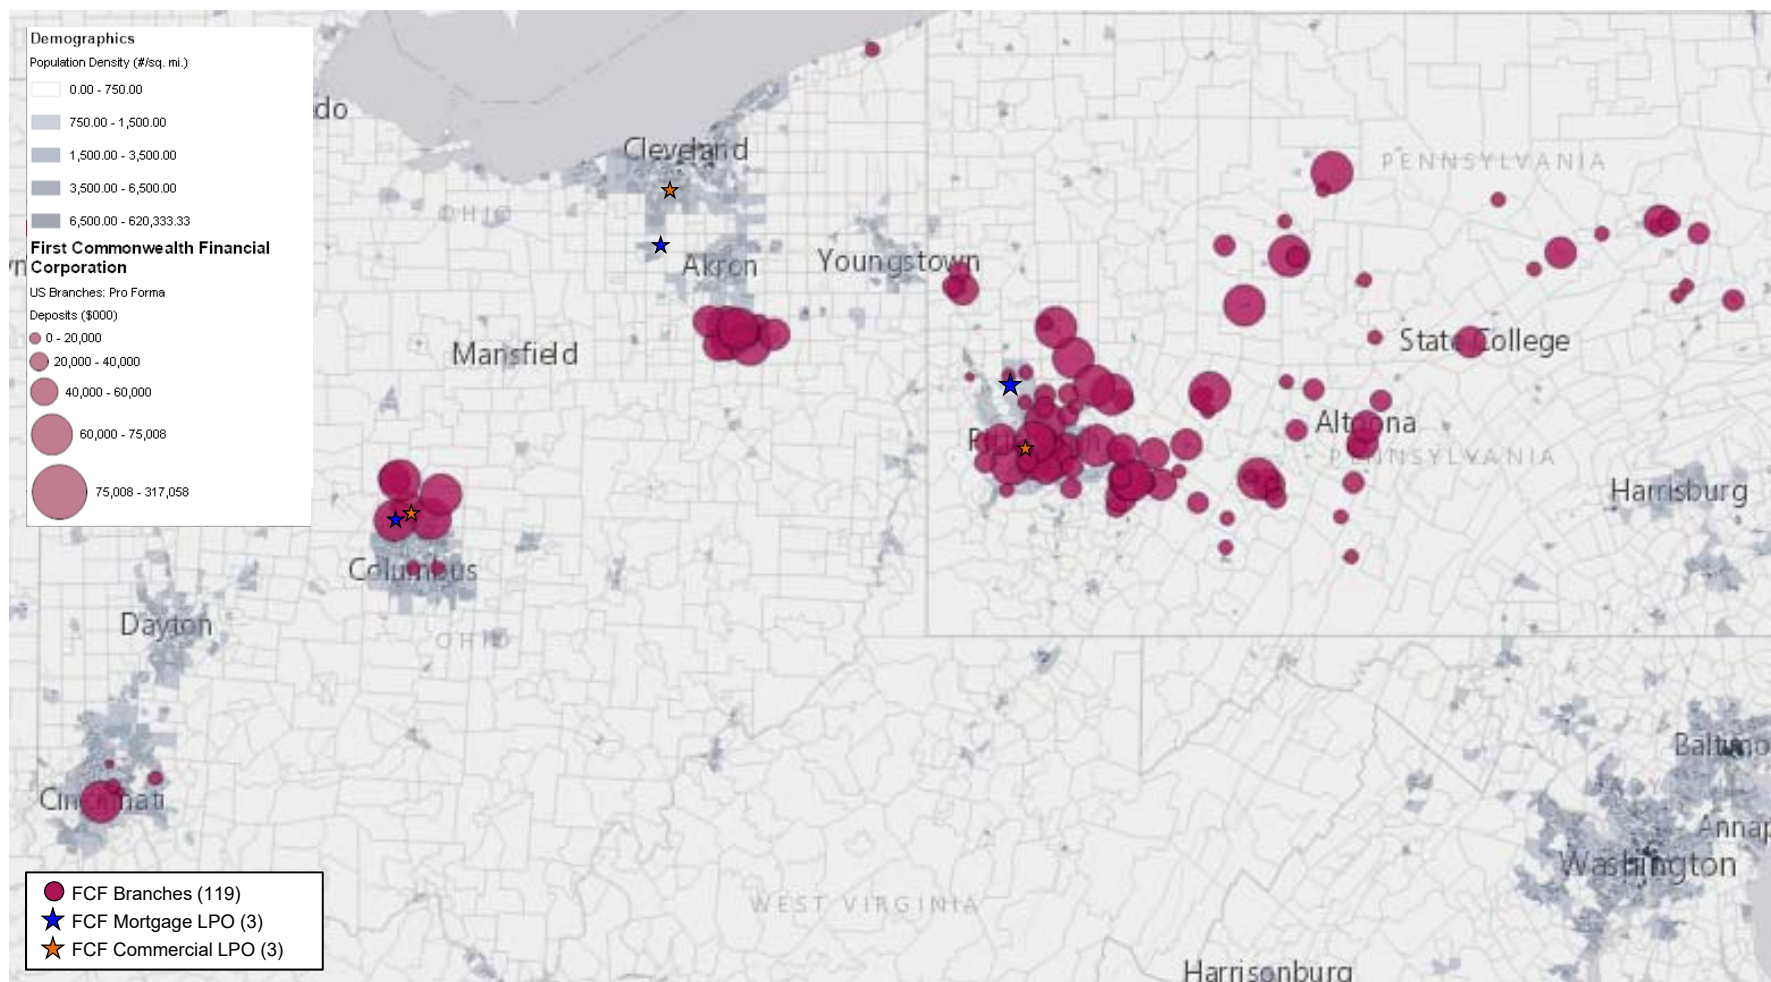 Demographics
Population Density (#/sq. mi.)
0.00 - 750.00
750.00 - 1,500.00
1,500.00 - 3,500.00
3,500.00 - 6,500.00
6,500.00 - 620,333.33
First Commonwealth Financial
Corporation
US Branches: Pro Forma
Deposits ($000)
0 - 20,000
20,000 - 40,000
40,000 - 60,000
60,000 - 75,008
75,008 - 317,058
do
Cleveland
PENNSYLVANIA
OHIO
Akron
Youngstown
Mansfield
State College
Altoona
PENNSYLVANIA
Harrisburg
Columbus
Dayton
OHIO
Baltimo
Cincinnati
Annap
Washington
WEST VIRGINIA
Harrisonburg
FCF Branches (119)
FCF Mortgage LPO (3)
FCF Commercial LPO (3)